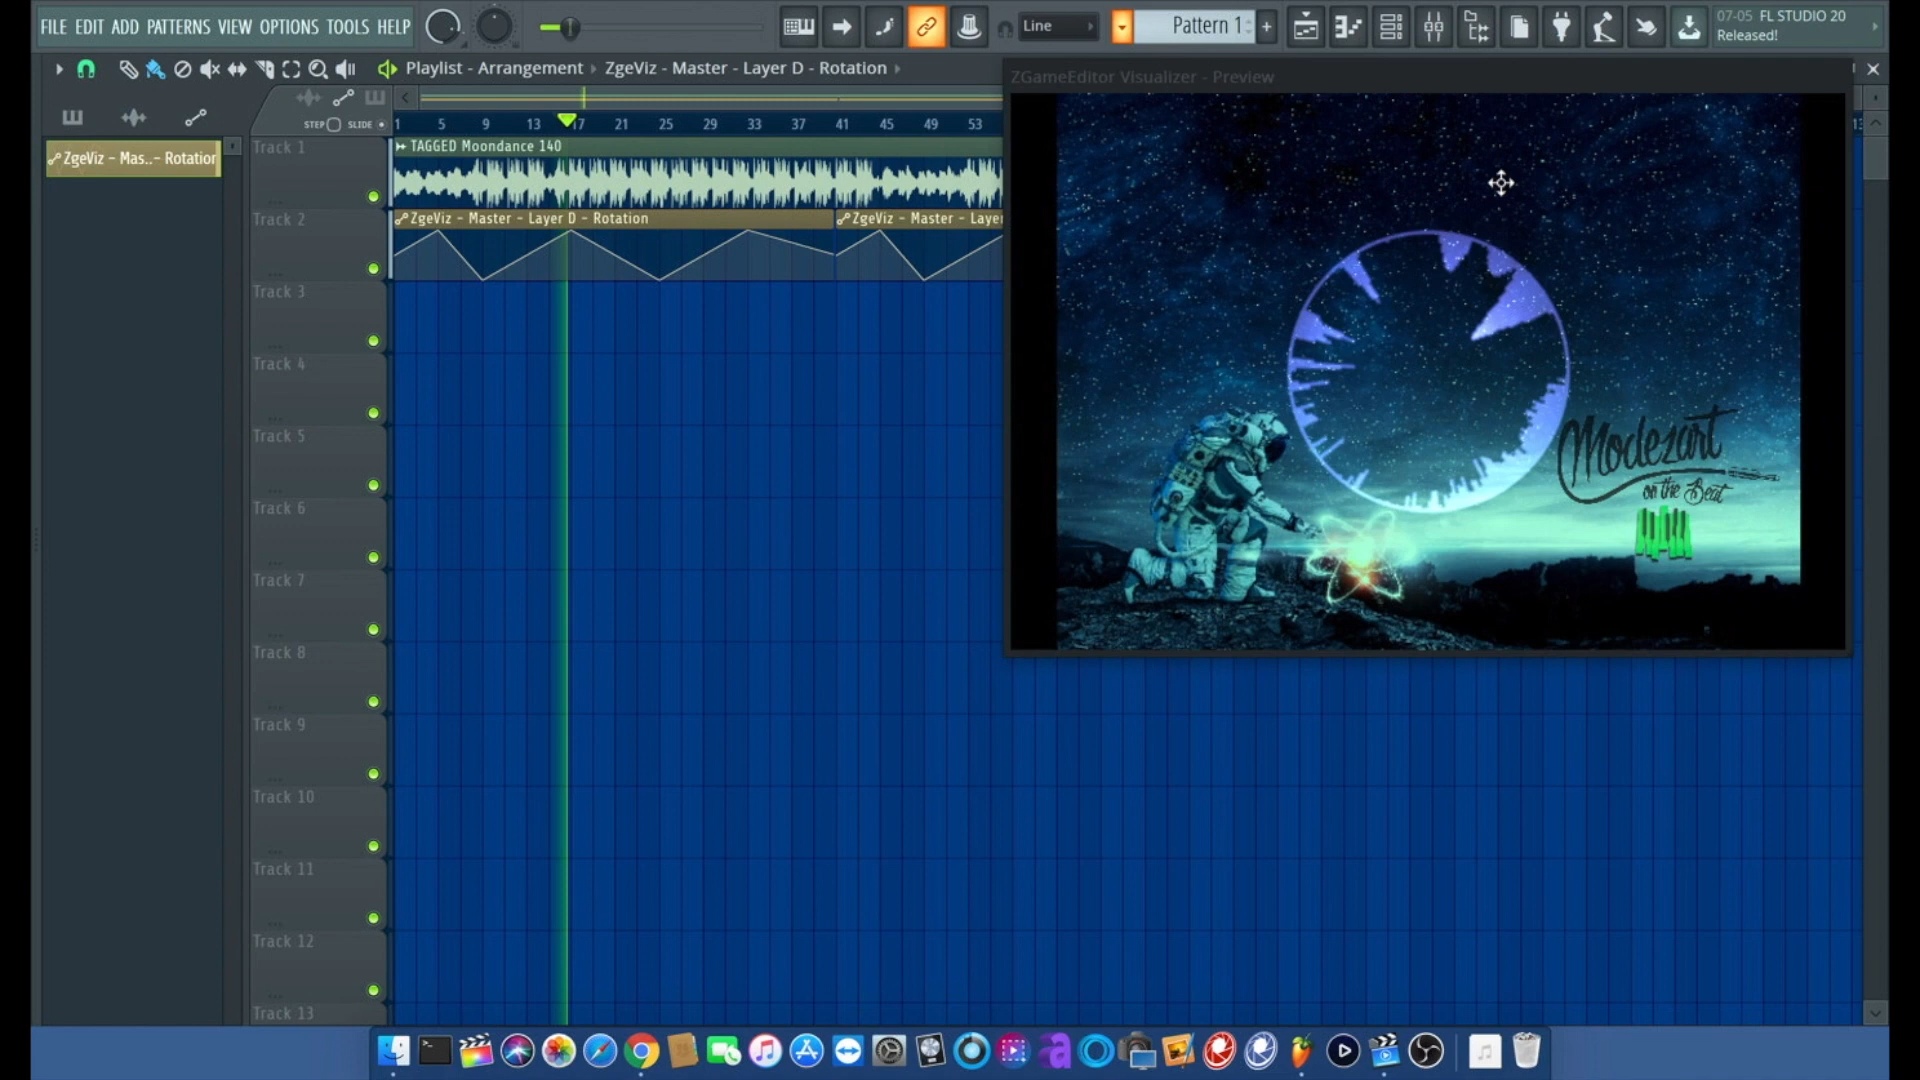 FILE EDIT ADD PATTERNS VIEW OPTIONS TOOLS HELP
Line
Pattern 1
+
07-05 FL STUDIO 20
Released!
Playlist - Arrangement › ZgeViz - Master - Layer D - Rotation ›
ZGameEditor Visualizer - Preview
STEP SLIDE
1 5 9 13 17 21 25 29 33 37 41 45 49 53
ZgeViz - Mas..- Rotation
Track 1
TAGGED Moondance 140
Track 2
ZgeViz - Master - Layer D - Rotation
ZgeViz - Master - Laye
Track 3
Track 4
Track 5
Track 6
Track 7
Track 8
Track 9
Track 10
Track 11
Track 12
Track 13
Modezart
on the Beat